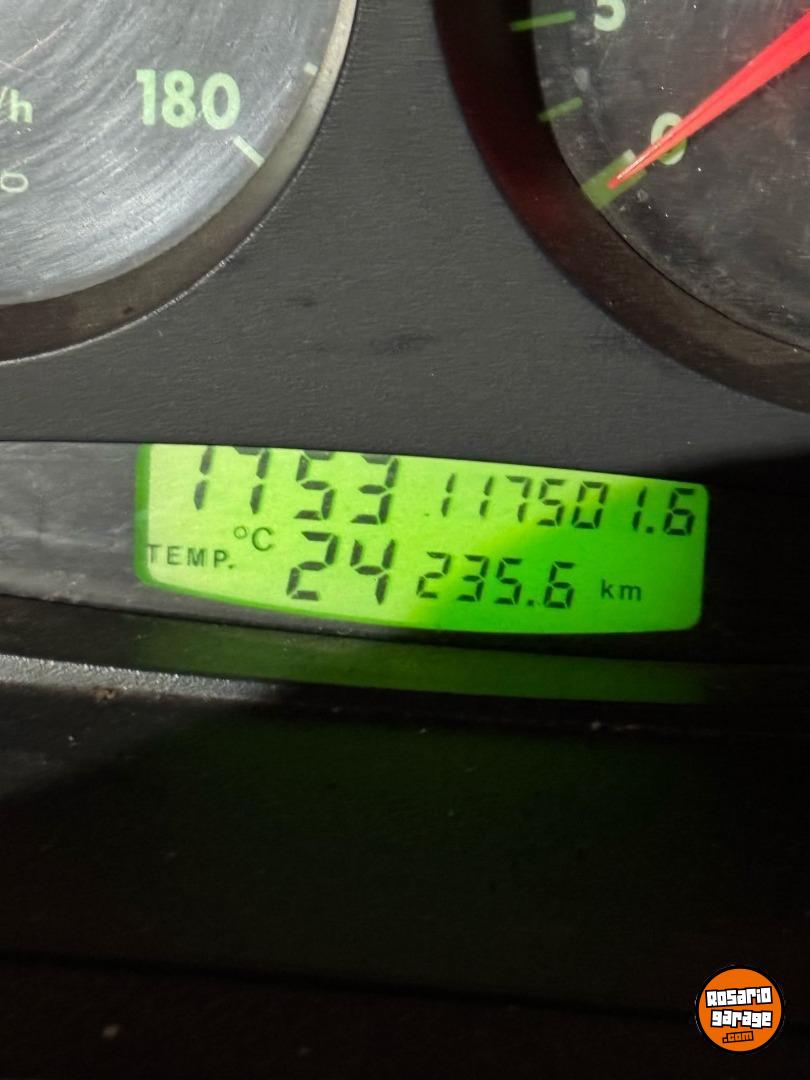 5
180
/h
0
1753 117501.6
°C
TEMP. 24 235.6 km
Rosario
garage
.com